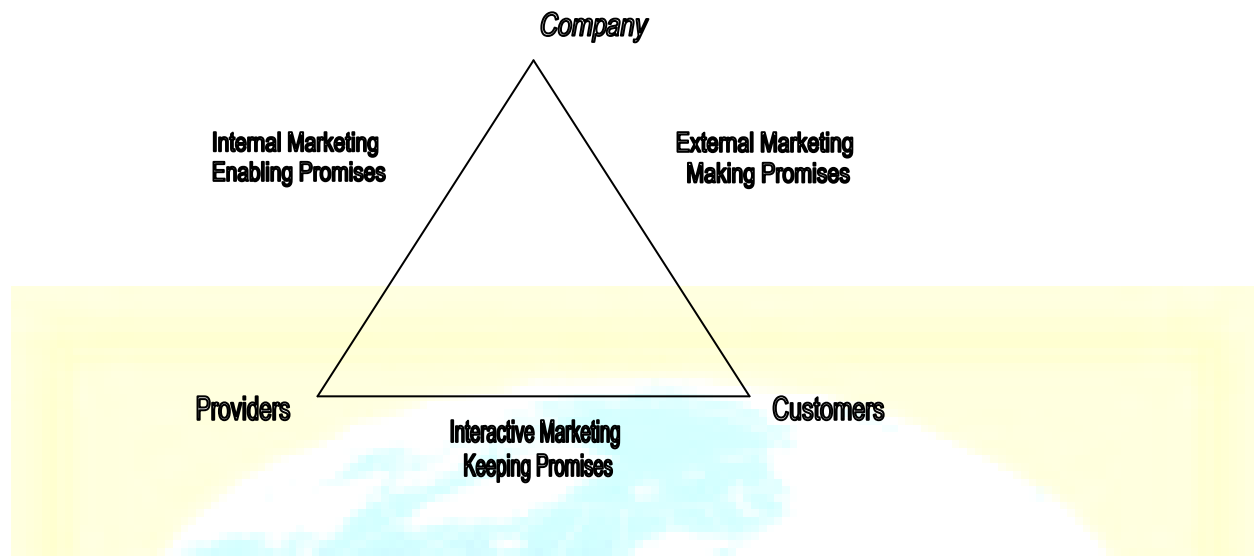 Company
Internal Marketing
Enabling Promises
External Marketing
Making Promises
Providers
Customers
Interactive Marketing
Keeping Promises